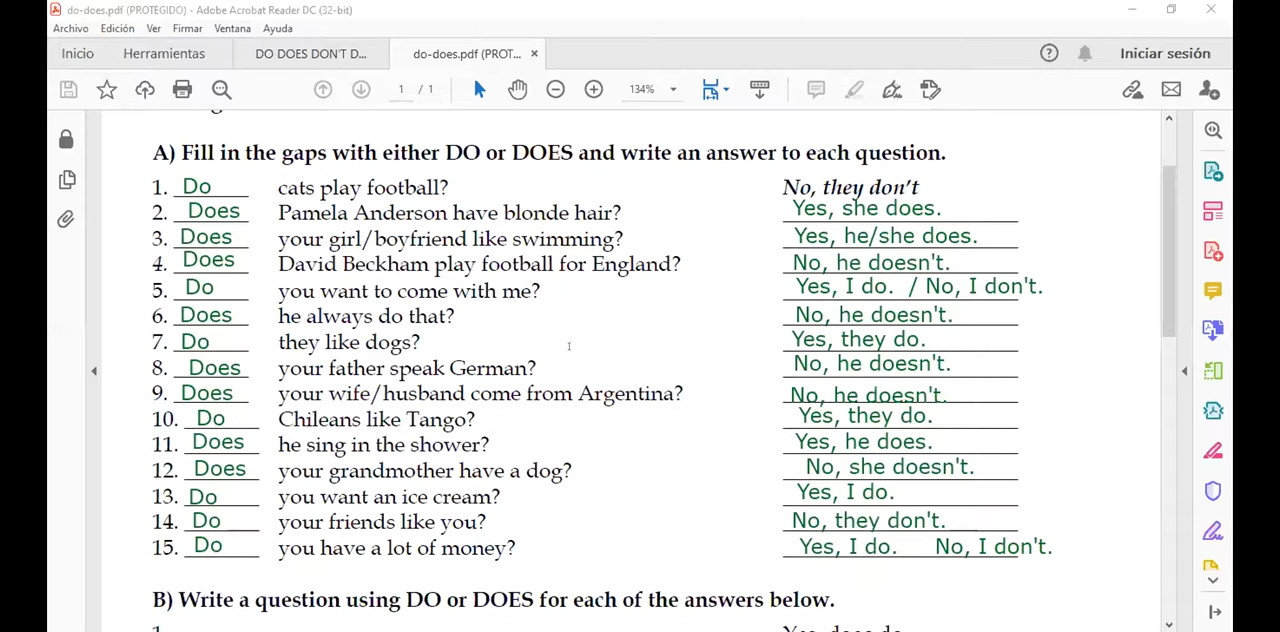 do-does.pdf (PROTEGIDO) - Adobe Acrobat Reader DC (32-bit)
Archivo Edición Ver Firmar Ventana Ayuda
Inicio Herramientas DO DOES DON'T D... do-does.pdf (PROT... × Iniciar sesión
1 / 1 134%
A) Fill in the gaps with either DO or DOES and write an answer to each question.
1. Do cats play football? No, they don't
2. Does Pamela Anderson have blonde hair? Yes, she does.
3. Does your girl/boyfriend like swimming? Yes, he/she does.
4. Does David Beckham play football for England? No, he doesn't.
5. Do you want to come with me? Yes, I do. / No, I don't.
6. Does he always do that? No, he doesn't.
7. Do they like dogs? Yes, they do.
8. Does your father speak German? No, he doesn't.
9. Does your wife/husband come from Argentina? No, he doesn't.
10. Do Chileans like Tango? Yes, they do.
11. Does he sing in the shower? Yes, he does.
12. Does your grandmother have a dog? No, she doesn't.
13. Do you want an ice cream? Yes, I do.
14. Do your friends like you? No, they don't.
15. Do you have a lot of money? Yes, I do. No, I don't.
B) Write a question using DO or DOES for each of the answers below.